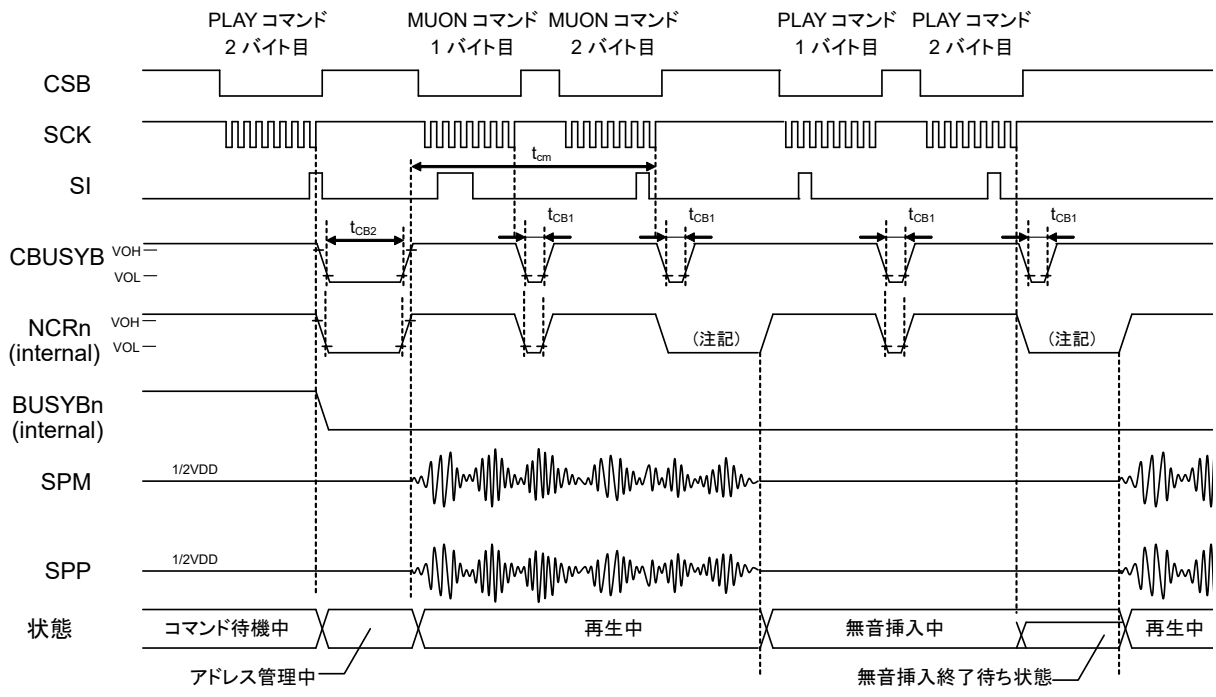 PLAY コマンド
2 バイト目
MUON コマンド
1 バイト目
MUON コマンド
2 バイト目
PLAY コマンド
1 バイト目
PLAY コマンド
2 バイト目
CSB
SCK
tcm
SI
tCB2
tCB1
tCB1
tCB1
tCB1
CBUSYB
VOH
VOL
NCRn
(internal)
VOH
VOL
(注記)
(注記)
BUSYBn
(internal)
SPM
1/2VDD
SPP
1/2VDD
状態
コマンド待機中
再生中
無音挿入中
再生中
アドレス管理中
無音挿入終了待ち状態